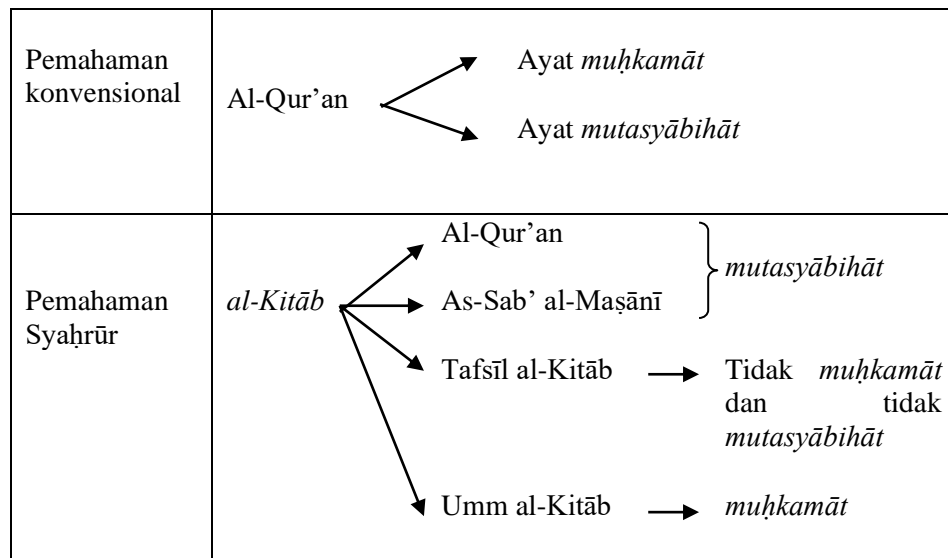 Pemahaman
konvensional
Al-Qur’an
Ayat muḥkamāt
Ayat mutasyābihāt
Pemahaman
Syaḥrūr
al-Kitāb
Al-Qur’an
As-Sab’ al-Maṣānī
mutasyābihāt
Tafsīl al-Kitāb
Tidak muḥkamāt
dan tidak
mutasyābihāt
Umm al-Kitāb
muḥkamāt